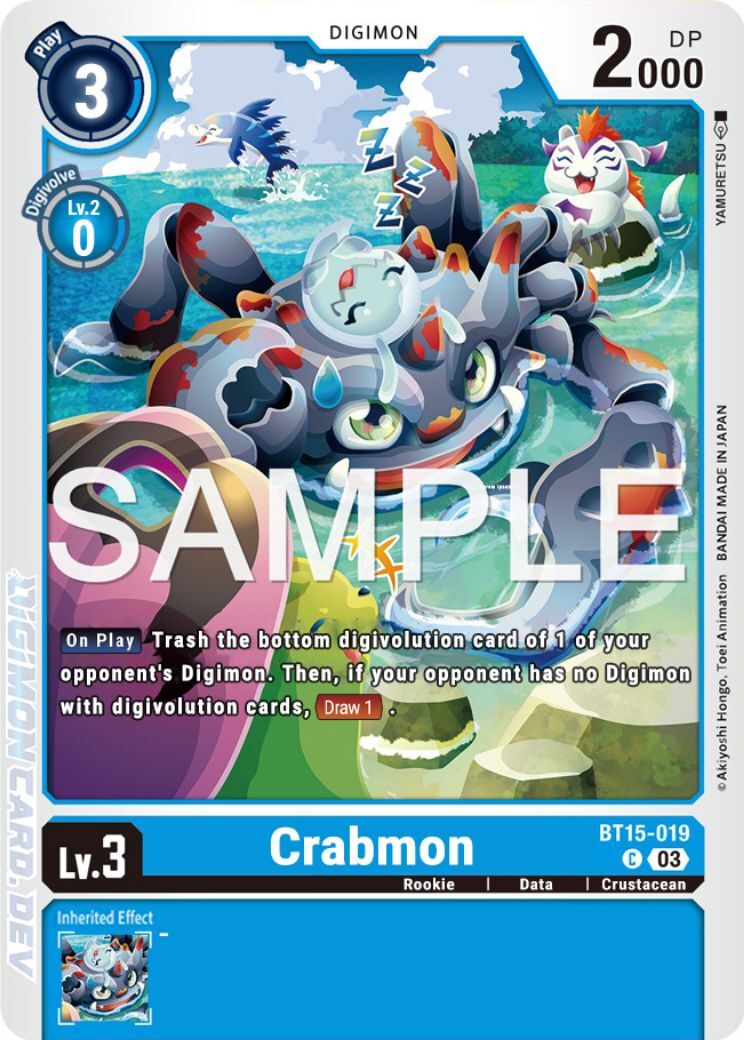 DIGIMON
Play
3
DP
2000
Digivolve
Lv.2
0
Z
Z
Z
YAMURETSU
SAMPLE
On Play Trash the bottom digivolution card of 1 of your
opponent's Digimon. Then, if your opponent has no Digimon
with digivolution cards, Draw 1 .
© Akiyoshi Hongo, Toei Animation BANDAI MADE IN JAPAN
DIGIMONCARD.DEV
Lv.3
Crabmon
BT15-019
C 03
Rookie | Data | Crustacean
Inherited Effect
-